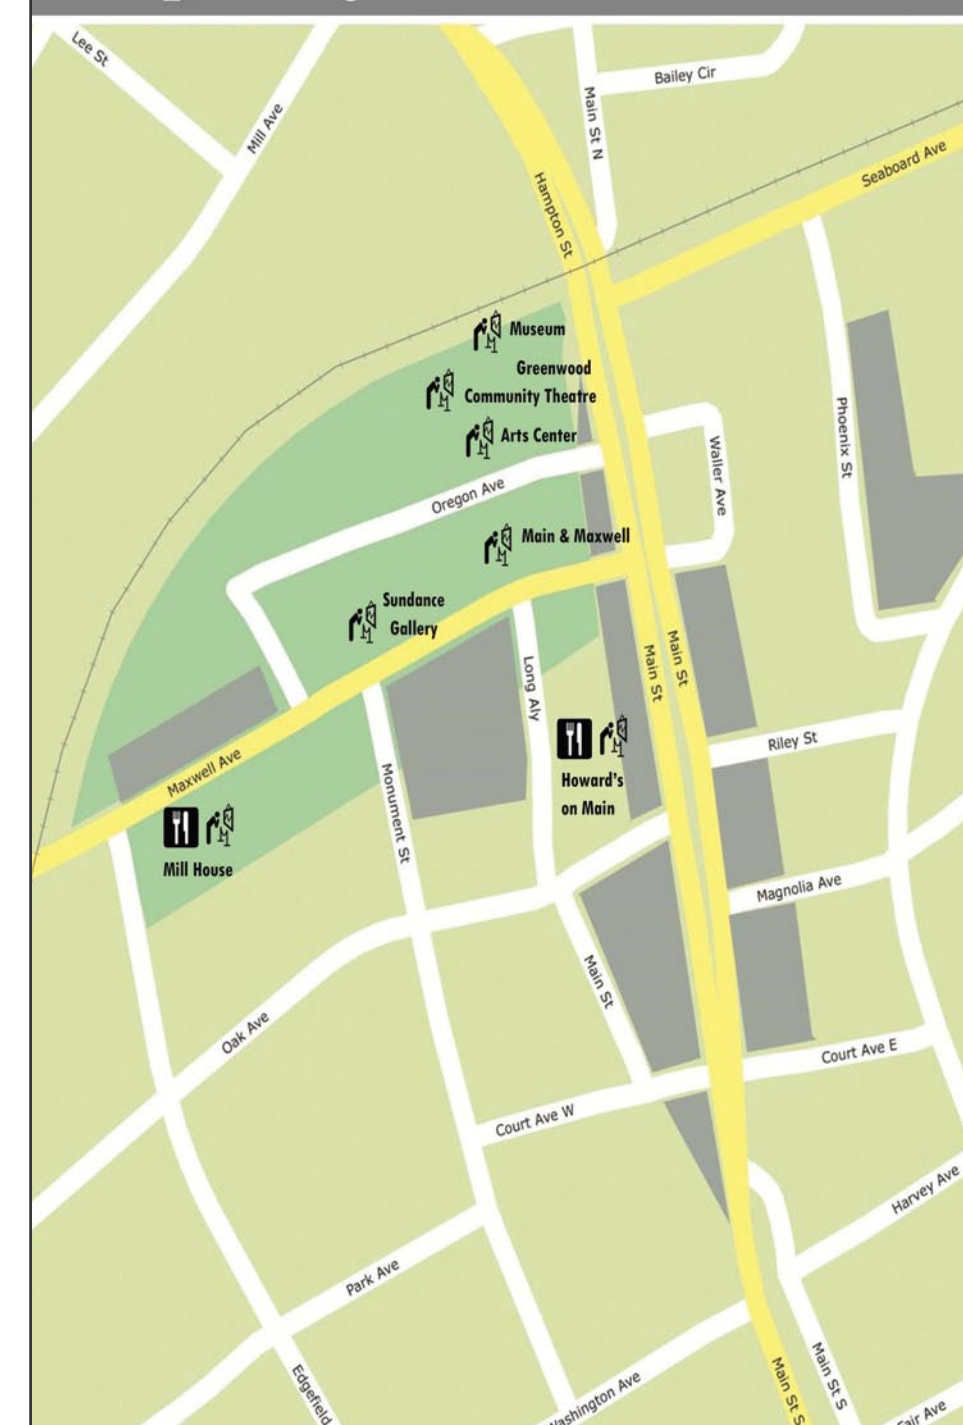 Lee St
Mill Ave
Bailey Cir
Main St N
Seaboard Ave
Hampton St
Museum
Greenwood
Community Theatre
Arts Center
Phoenix St
Waller Ave
Oregon Ave
Main & Maxwell
Sundance
Gallery
Long Aly
Main St
Main St
Riley St
Maxwell Ave
Howard's
on Main
Monument St
Mill House
Magnolia Ave
Main St
Oak Ave
Court Ave E
Court Ave W
Harvey Ave
Park Ave
Edgefield
Washington Ave
Main St S
Main St S
Fair Ave